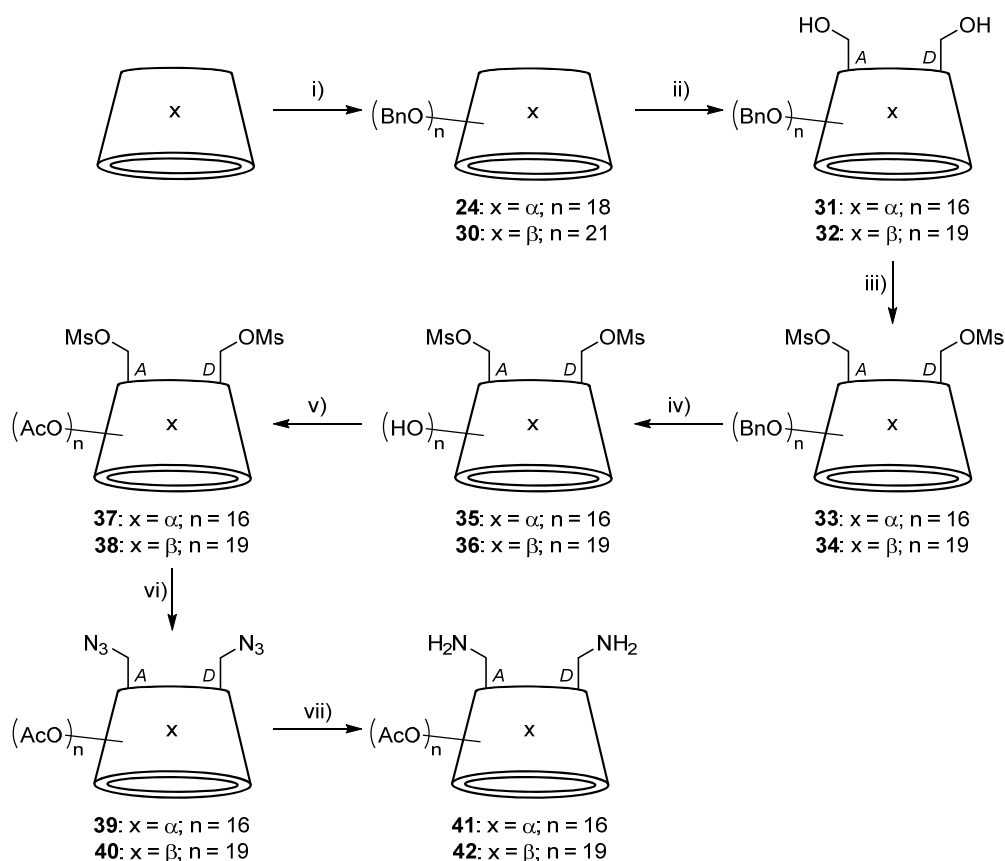 x
i)
(BnO)n
x
24: x = α; n = 18
30: x = β; n = 21
ii)
HO OH
A D
(BnO)n
x
31: x = α; n = 16
32: x = β; n = 19
iii)
MsO OMs
A D
(BnO)n
x
33: x = α; n = 16
34: x = β; n = 19
iv)
MsO OMs
A D
(HO)n
x
35: x = α; n = 16
36: x = β; n = 19
v)
MsO OMs
A D
(AcO)n
x
37: x = α; n = 16
38: x = β; n = 19
vi)
N3 N3
A D
(AcO)n
x
39: x = α; n = 16
40: x = β; n = 19
vii)
H2N NH2
A D
(AcO)n
x
41: x = α; n = 16
42: x = β; n = 19